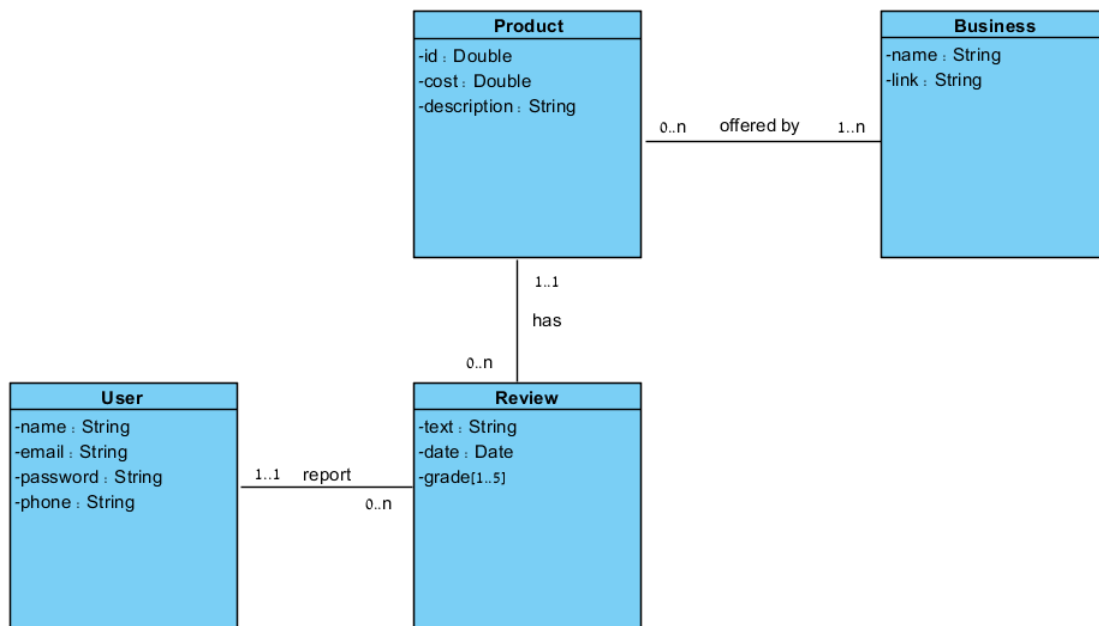 Product
-id : Double
-cost : Double
-description : String
Business
-name : String
-link : String
0..n
offered by
1..n
1..1
has
0..n
User
-name : String
-email : String
-password : String
-phone : String
1..1
report
0..n
Review
-text : String
-date : Date
-grade[1..5]